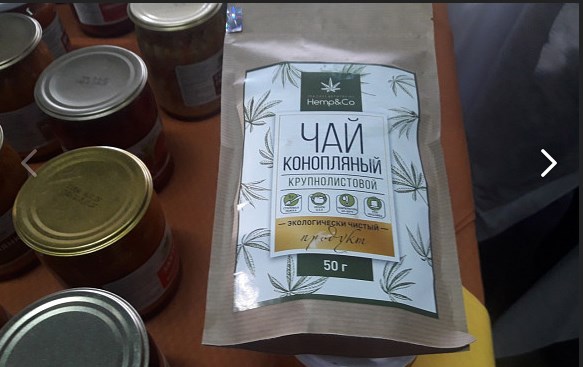 Hemp&Co
ЧАЙ
КОНОПЛЯНЫЙ
КРУПНОЛИСТОВОЙ
ЭКОЛОГИЧЕСКИ ЧИСТЫЙ
продукт
50 г